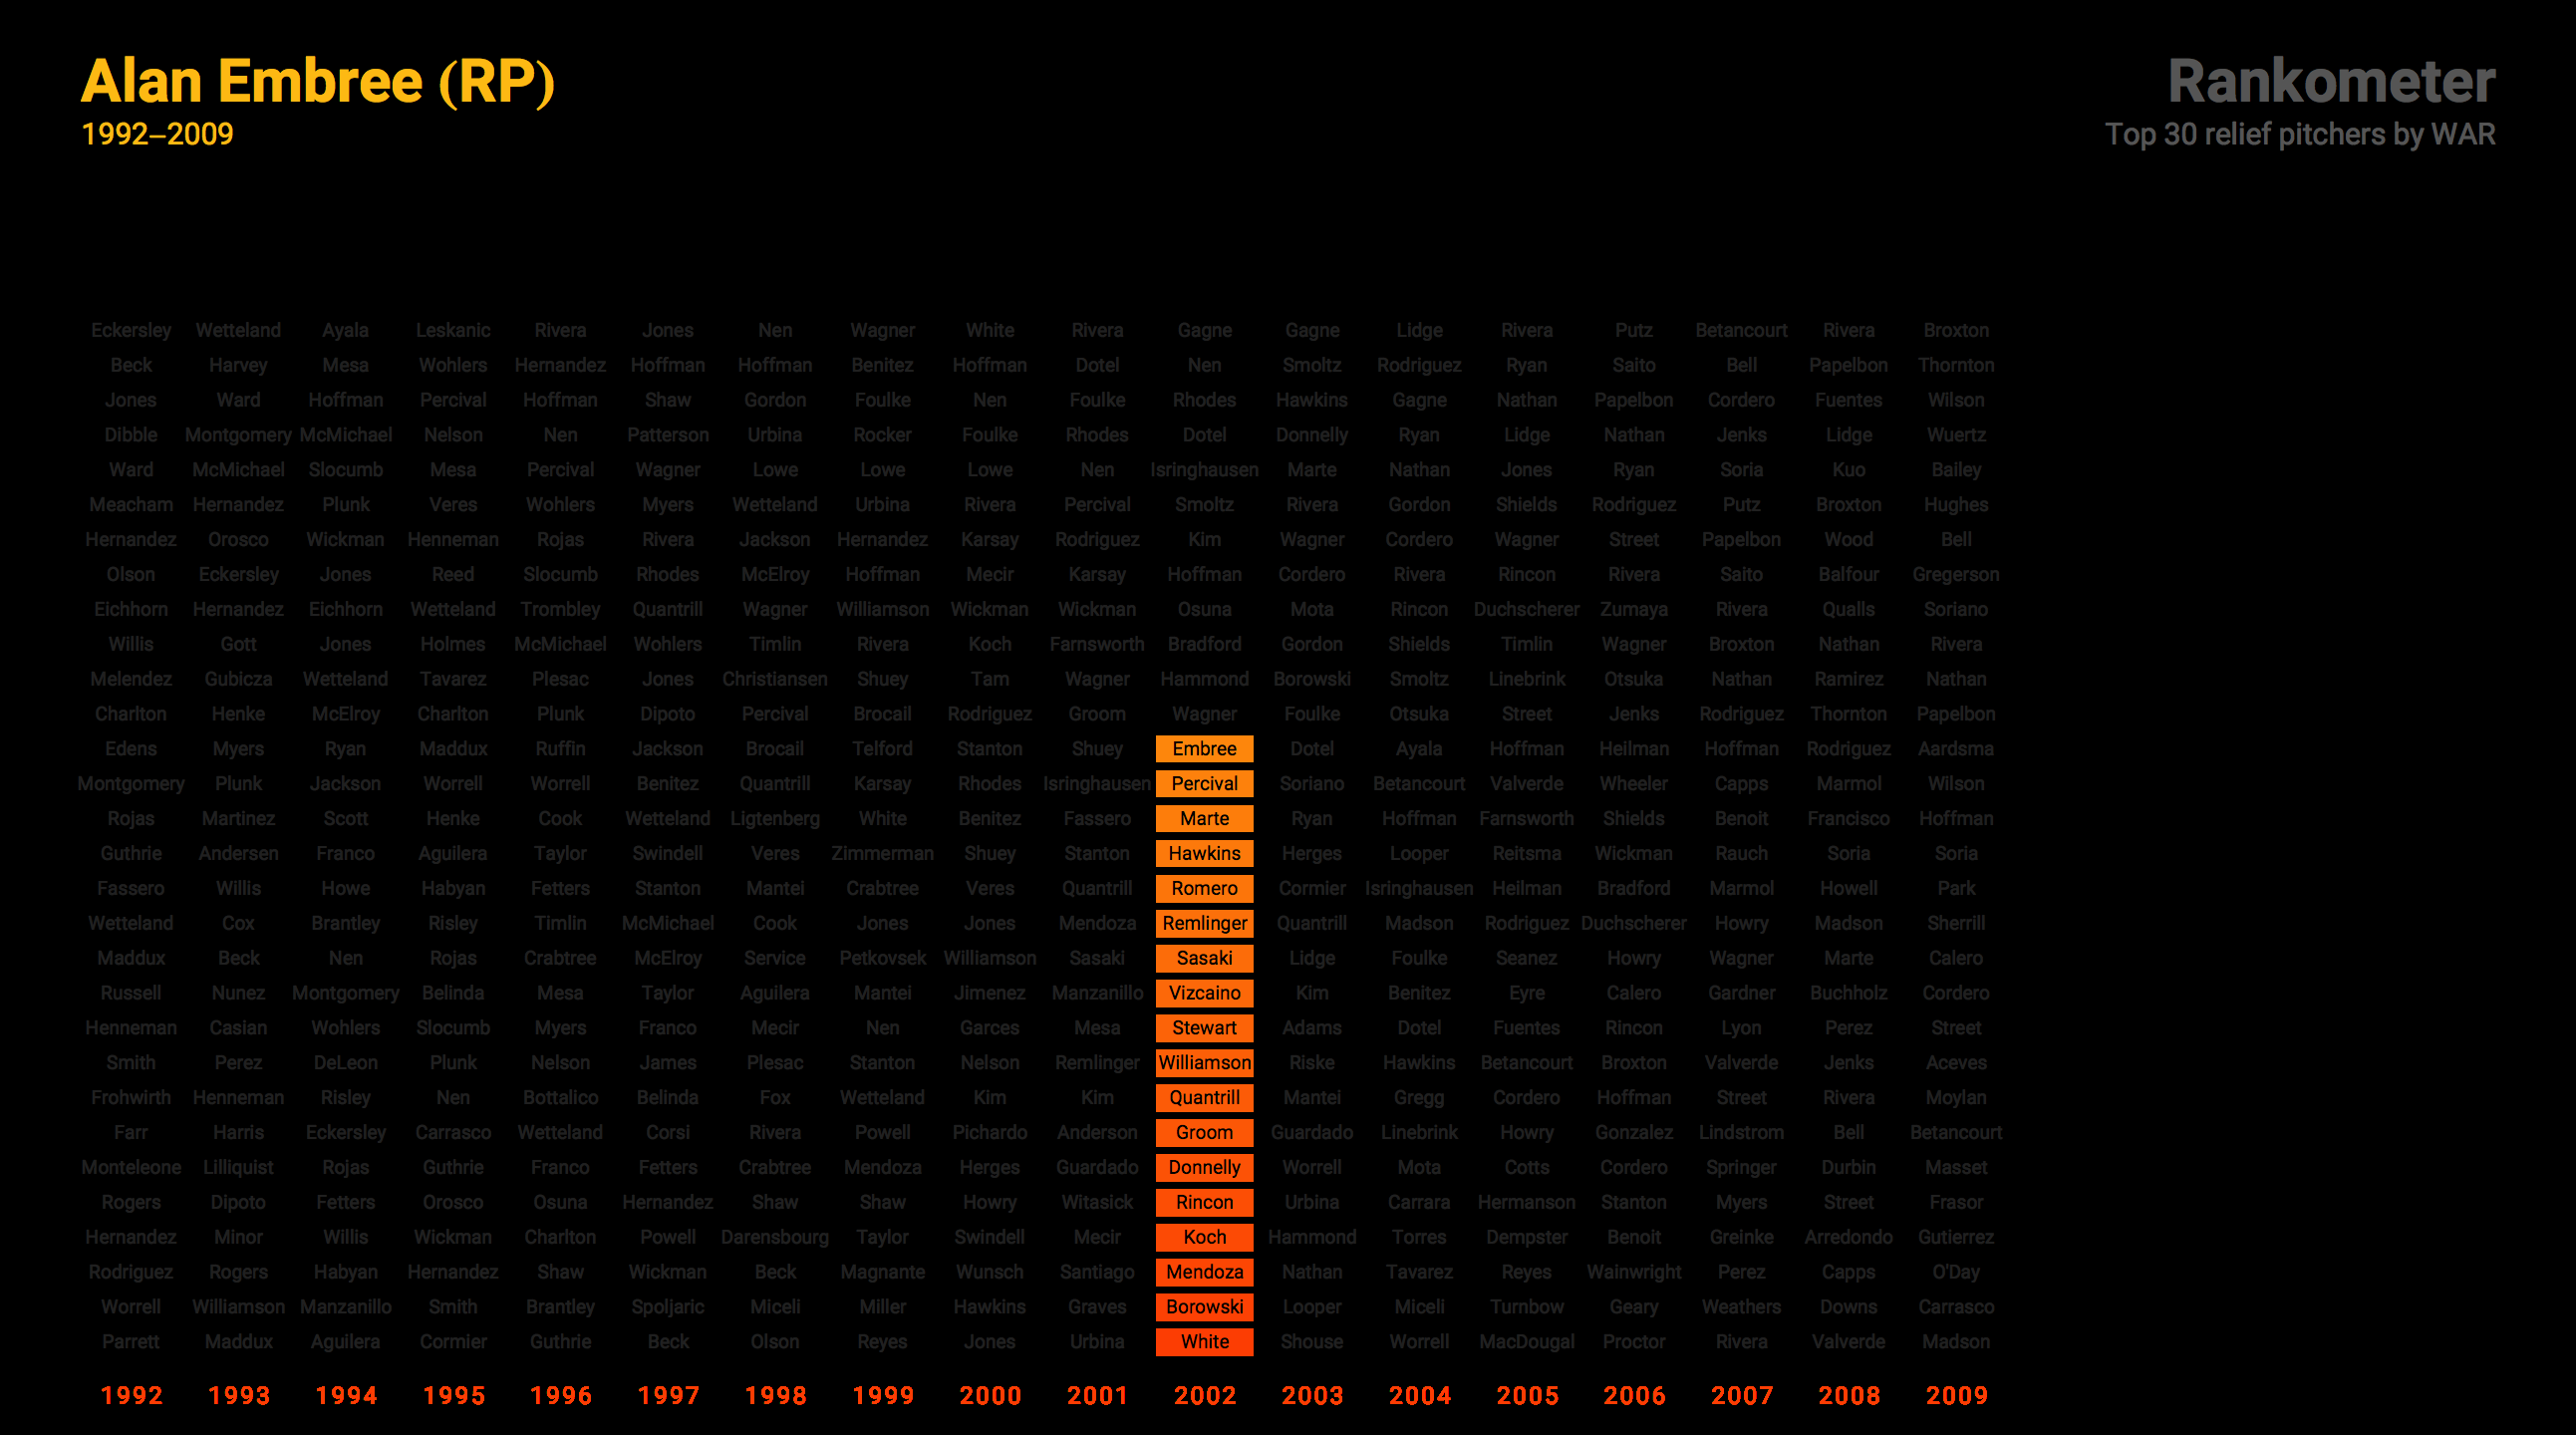 Alan Embree (RP)
1992–2009
Rankometer
Top 30 relief pitchers by WAR
Eckersley Wetteland Ayala Leskanic Rivera Jones Nen Wagner White Rivera Gagne Gagne Lidge Rivera Putz Betancourt Rivera Broxton
Beck Harvey Mesa Wohlers Hernandez Hoffman Hoffman Benitez Hoffman Dotel Nen Smoltz Rodriguez Ryan Saito Bell Papelbon Thornton
Jones Ward Hoffman Percival Hoffman Shaw Gordon Foulke Nen Foulke Rhodes Hawkins Gagne Nathan Papelbon Cordero Fuentes Wilson
Dibble Montgomery McMichael Nelson Nen Patterson Urbina Rocker Foulke Rhodes Dotel Donnelly Ryan Lidge Nathan Jenks Lidge Wuertz
Ward McMichael Slocumb Mesa Percival Wagner Lowe Lowe Lowe Nen Isringhausen Marte Nathan Jones Ryan Soria Kuo Bailey
Meacham Hernandez Plunk Veres Wohlers Myers Wetteland Urbina Rivera Percival Smoltz Rivera Gordon Shields Rodriguez Putz Broxton Hughes
Hernandez Orosco Wickman Henneman Rojas Rivera Jackson Hernandez Karsay Rodriguez Kim Wagner Cordero Wagner Street Papelbon Wood Bell
Olson Eckersley Jones Reed Slocumb Rhodes McElroy Hoffman Mecir Karsay Hoffman Cordero Rivera Rincon Rivera Saito Balfour Gregerson
Eichhorn Hernandez Eichhorn Wetteland Trombley Quantrill Wagner Williamson Wickman Wickman Osuna Mota Rincon Duchscherer Zumaya Rivera Qualls Soriano
Willis Gott Jones Holmes McMichael Wohlers Timlin Rivera Koch Farnsworth Bradford Gordon Shields Timlin Wagner Broxton Nathan Rivera
Melendez Gubicza Wetteland Tavarez Plesac Jones Christiansen Shuey Tam Wagner Hammond Borowski Smoltz Linebrink Otsuka Nathan Ramirez Nathan
Charlton Henke McElroy Charlton Plunk Dipoto Percival Brocail Rodriguez Groom Wagner Foulke Otsuka Street Jenks Rodriguez Thornton Papelbon
Edens Myers Ryan Maddux Ruffin Jackson Brocail Telford Stanton Shuey Embree Dotel Ayala Hoffman Heilman Hoffman Rodriguez Aardsma
Montgomery Plunk Jackson Worrell Worrell Benitez Quantrill Karsay Rhodes Isringhausen Percival Soriano Betancourt Valverde Wheeler Capps Marmol Wilson
Rojas Martinez Scott Henke Cook Wetteland Ligtenberg White Benitez Fassero Marte Ryan Hoffman Farnsworth Shields Benoit Francisco Hoffman
Guthrie Andersen Franco Aguilera Taylor Swindell Veres Zimmerman Shuey Stanton Hawkins Herges Looper Reitsma Wickman Rauch Soria Soria
Fassero Willis Howe Habyan Fetters Stanton Mantei Crabtree Veres Quantrill Romero Cormier Isringhausen Heilman Bradford Marmol Howell Park
Wetteland Cox Brantley Risley Timlin McMichael Cook Jones Jones Mendoza Remlinger Quantrill Madson Rodriguez Duchscherer Howry Madson Sherrill
Maddux Beck Nen Rojas Crabtree McElroy Service Petkovsek Williamson Sasaki Sasaki Lidge Foulke Seanez Howry Wagner Marte Calero
Russell Nunez Montgomery Belinda Mesa Taylor Aguilera Mantei Jimenez Manzanillo Vizcaino Kim Benitez Eyre Calero Gardner Buchholz Cordero
Henneman Casian Wohlers Slocumb Myers Franco Mecir Nen Garces Mesa Stewart Adams Dotel Fuentes Rincon Lyon Perez Street
Smith Perez DeLeon Plunk Nelson James Plesac Stanton Nelson Remlinger Williamson Riske Hawkins Betancourt Broxton Valverde Jenks Aceves
Frohwirth Henneman Risley Nen Bottalico Belinda Fox Wetteland Kim Kim Quantrill Mantei Gregg Cordero Hoffman Street Rivera Moylan
Farr Harris Eckersley Carrasco Wetteland Corsi Rivera Powell Pichardo Anderson Groom Guardado Linebrink Howry Gonzalez Lindstrom Bell Betancourt
Monteleone Lilliquist Rojas Guthrie Franco Fetters Crabtree Mendoza Herges Guardado Donnelly Worrell Mota Cotts Cordero Springer Durbin Masset
Rogers Dipoto Fetters Orosco Osuna Hernandez Shaw Shaw Howry Witasick Rincon Urbina Carrara Hermanson Stanton Myers Street Frasor
Hernandez Minor Willis Wickman Charlton Powell Darensbourg Taylor Swindell Mecir Koch Hammond Torres Dempster Benoit Greinke Arredondo Gutierrez
Rodriguez Rogers Habyan Hernandez Shaw Wickman Beck Magnante Wunsch Santiago Mendoza Nathan Tavarez Reyes Wainwright Perez Capps O'Day
Worrell Williamson Manzanillo Smith Brantley Spoljaric Miceli Miller Hawkins Graves Borowski Looper Miceli Turnbow Geary Weathers Downs Carrasco
Parrett Maddux Aguilera Cormier Guthrie Beck Olson Reyes Jones Urbina White Shouse Worrell MacDougal Proctor Rivera Valverde Madson
1992 1993 1994 1995 1996 1997 1998 1999 2000 2001 2002 2003 2004 2005 2006 2007 2008 2009